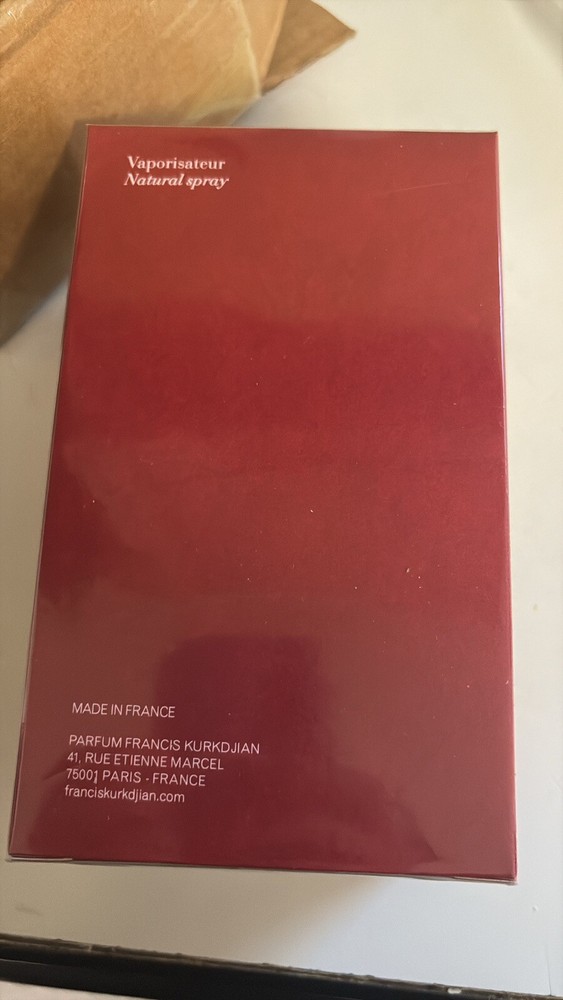 Vaporisateur
Natural spray
MADE IN FRANCE
PARFUM FRANCIS KURKDJIAN
41, RUE ETIENNE MARCEL
75001 PARIS - FRANCE
franciskurkdjian.com